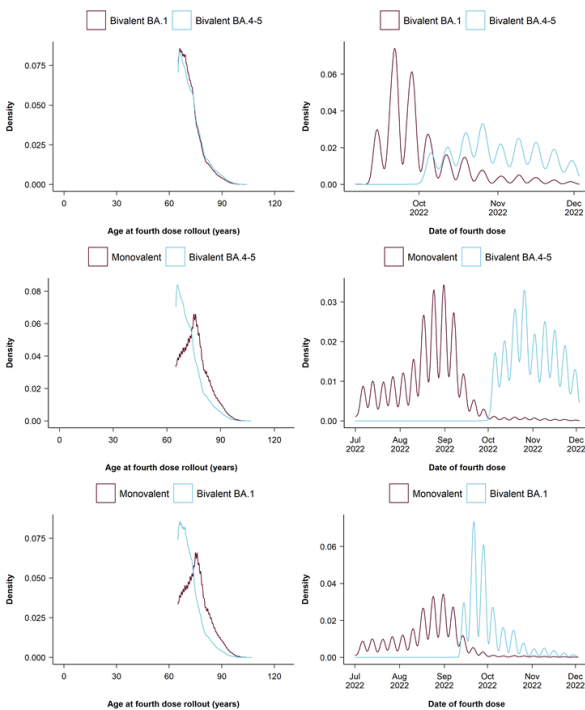 Bivalent BA.1 Bivalent BA.4-5
Density
0.075
0.050
0.025
0.000
0 30 60 90 120
Age at fourth dose rollout (years)
Bivalent BA.1 Bivalent BA.4-5
Density
0.06
0.04
0.02
0.00
Oct Nov Dec
2022 2022 2022
Date of fourth dose
Monovalent Bivalent BA.4-5
Density
0.08
0.06
0.04
0.02
0.00
0 30 60 90 120
Age at fourth dose rollout (years)
Monovalent Bivalent BA.4-5
Density
0.03
0.02
0.01
0.00
Jul Aug Sep Oct Nov Dec
2022 2022 2022 2022 2022 2022
Date of fourth dose
Monovalent Bivalent BA.1
Density
0.075
0.050
0.025
0.000
0 30 60 90 120
Age at fourth dose rollout (years)
Monovalent Bivalent BA.1
Density
0.06
0.04
0.02
0.00
Jul Aug Sep Oct Nov Dec
2022 2022 2022 2022 2022 2022
Date of fourth dose